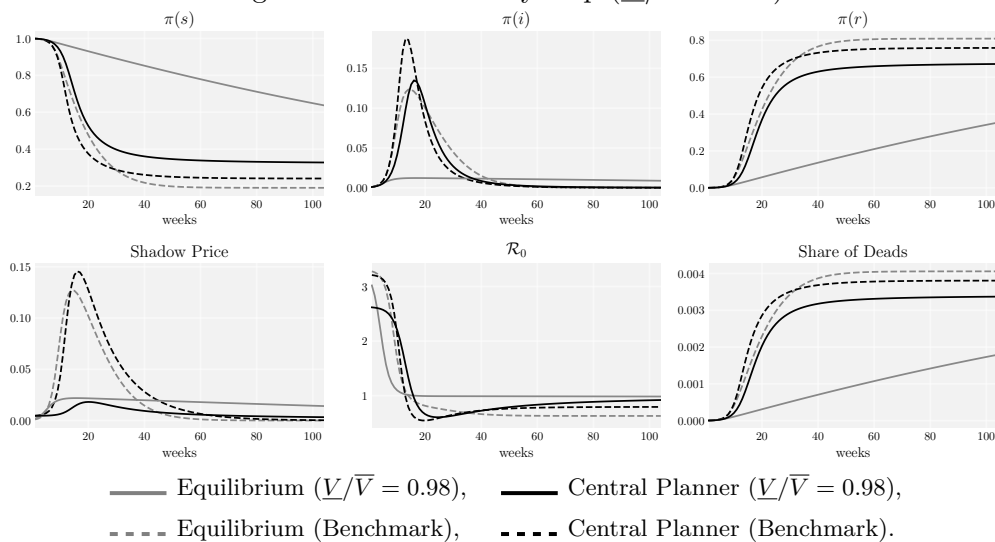 π(s)
π(i)
π(r)
1.0
0.8
0.6
0.4
0.2
20 40 60 80 100
weeks
0.15
0.10
0.05
0.00
20 40 60 80 100
weeks
0.8
0.6
0.4
0.2
0.0
20 40 60 80 100
weeks
Shadow Price
R₀
Share of Deads
0.15
0.10
0.05
0.00
20 40 60 80 100
weeks
3
2
1
20 40 60 80 100
weeks
0.004
0.003
0.002
0.001
0.000
20 40 60 80 100
weeks
Equilibrium (V̲/V̅ = 0.98), Central Planner (V̲/V̅ = 0.98),
Equilibrium (Benchmark), Central Planner (Benchmark).